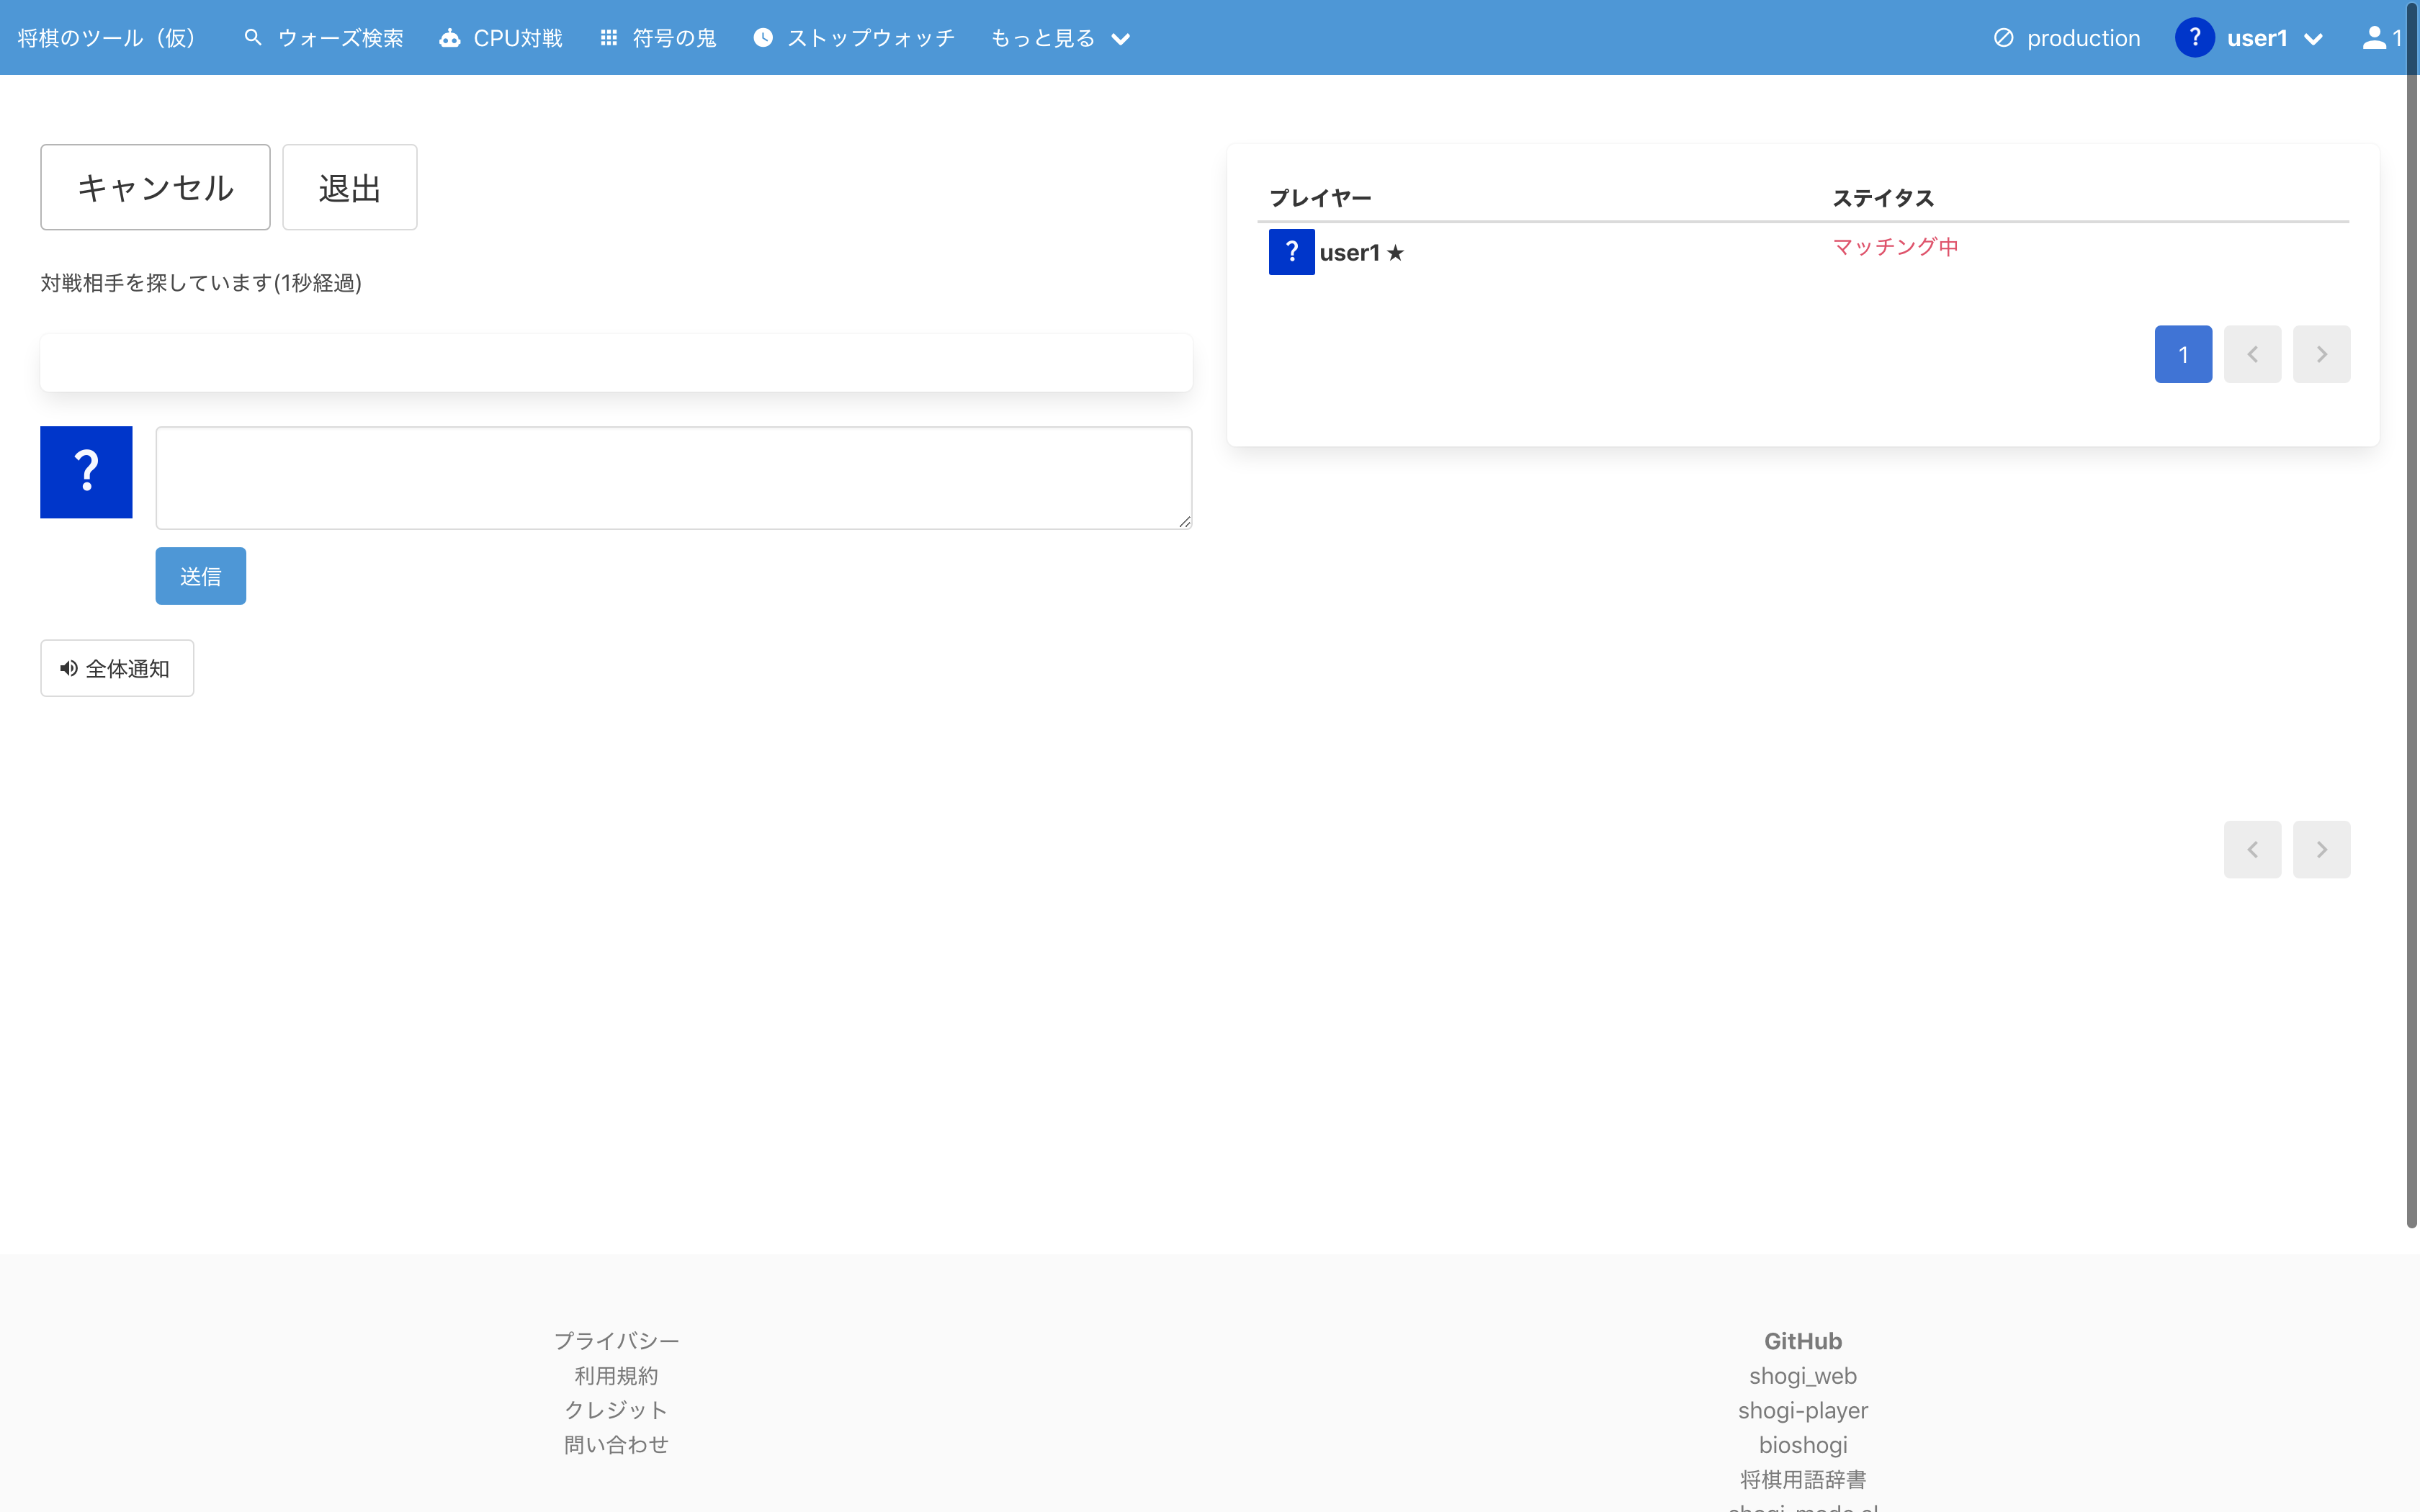 将棋のツール（仮） ウォーズ検索 CPU対戦 符号の鬼 ストップウォッチ もっと見る production ? user1 1
キャンセル 退出
対戦相手を探しています(1秒経過)
?
送信
全体通知
プレイヤー ステイタス
? user1 ★ マッチング中
1
プライバシー
利用規約
クレジット
問い合わせ
GitHub
shogi_web
shogi-player
bioshogi
将棋用語辞書